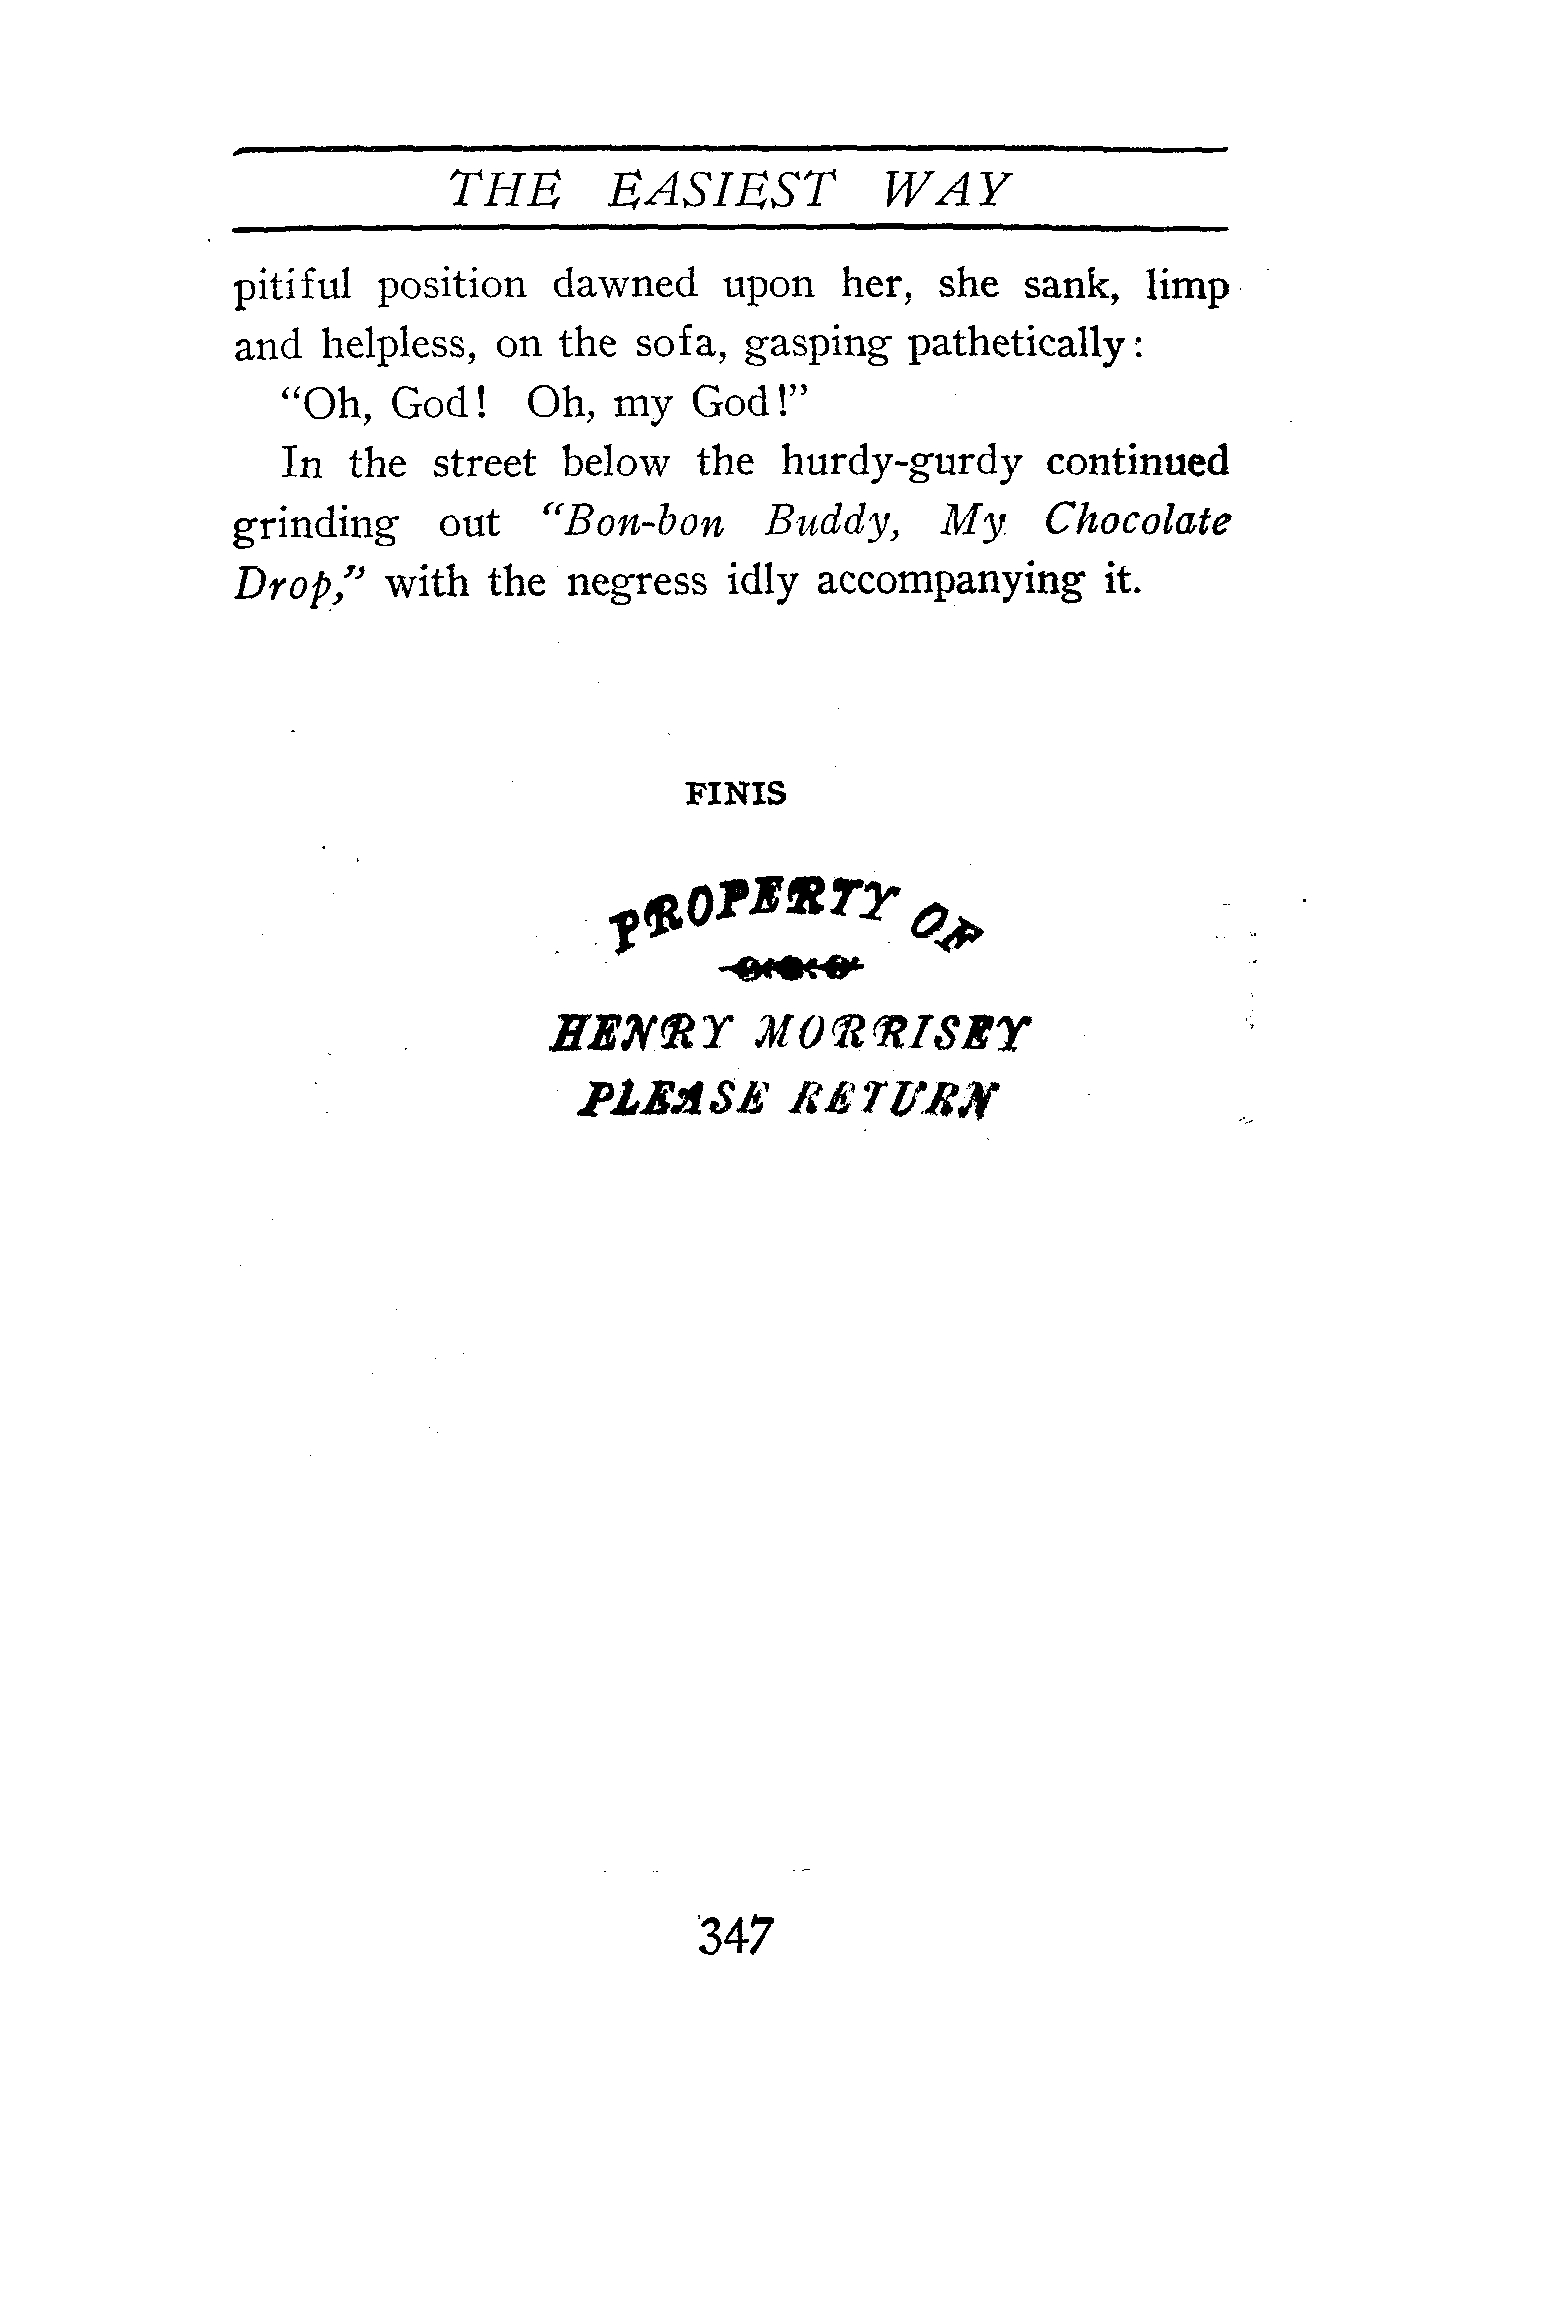 THE EASIEST WAY
pitiful position dawned upon her, she sank, limp
and helpless, on the sofa, gasping pathetically:
“Oh, God! Oh, my God!”
In the street below the hurdy-gurdy continued
grinding out “Bon-bon Buddy, My Chocolate
Drop,” with the negress idly accompanying it.
FINIS
PROPERTY OF
HENRY MORRISEY
PLEASE RETURN
347